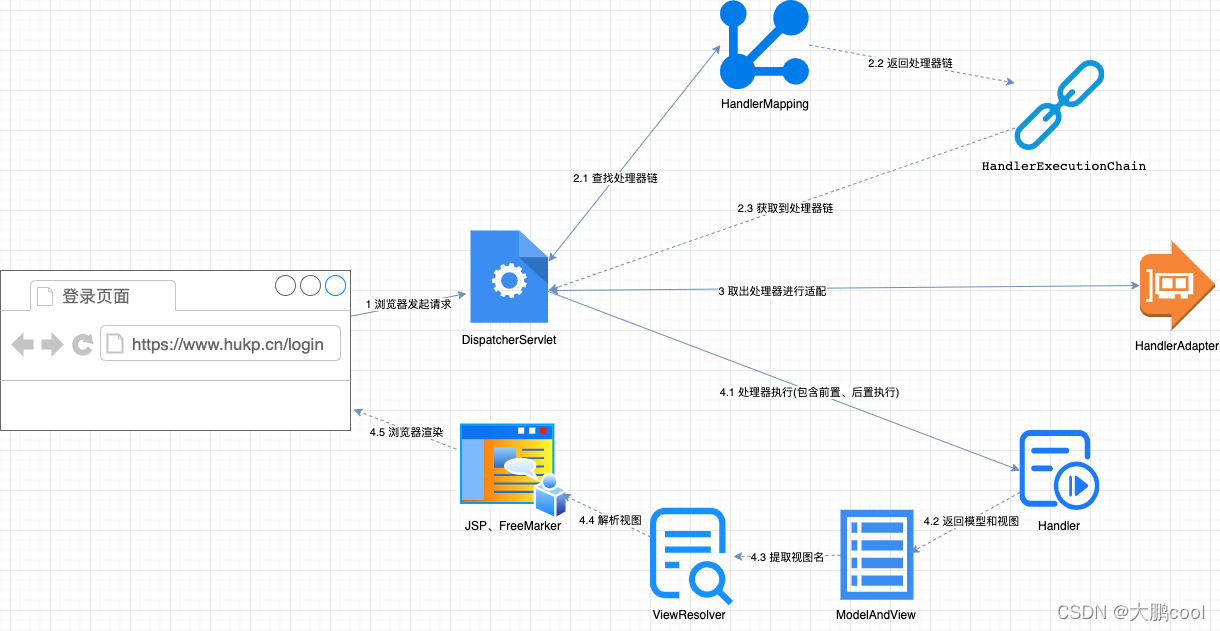 2.2 返回处理器链
HandlerMapping
HandlerExecutionChain
2.1 查找处理器链
2.3 获取到处理器链
登录页面
1 浏览器发起请求
3 取出处理器进行适配
https://www.hukp.cn/login
DispatcherServlet
HandlerAdapter
4.1 处理器执行(包含前置、后置执行)
4.5 浏览器渲染
JSP、FreeMarker
4.4 解析视图
4.2 返回模型和视图
Handler
4.3 提取视图名
ViewResolver
ModelAndView
CSDN @大鹏cool